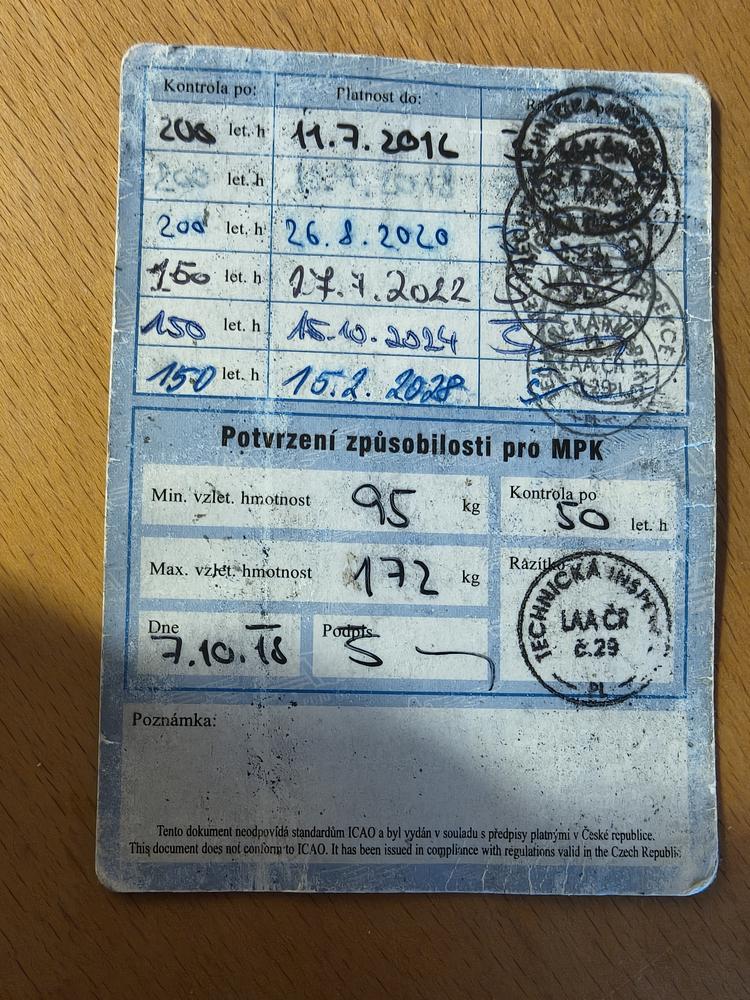 Kontrola po: Platnost do:
200 let. h 11.7.2016
200 let. h
200 let. h 26.8.2020
150 let. h 17.7.2022
150 let. h 15.10.2024
150 let. h 15.2.2028
Potvrzení způsobilosti pro MPK
Min. vzlet. hmotnost 95 kg
Kontrola po
50 let. h
Max. vzlet. hmotnost 172 kg
Razítko
TECHNICKÁ
LAA ČR
č.29
PL
Dne
7.10.18
Podpis
Poznámka:
Tento dokument neodpovídá standardům ICAO a byl vydán v souladu s předpisy platnými v České republice.
This document does not conform to ICAO. It has been issued in compliance with regulations valid in the Czech Republic.